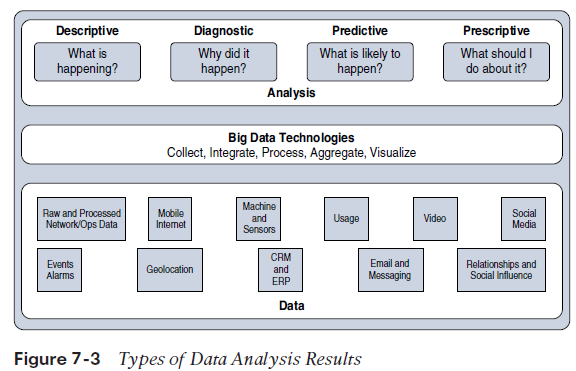 Descriptive Diagnostic Predictive Prescriptive
What is
happening?
Why did it
happen?
What is likely to
happen?
What should I
do about it?
Analysis
Big Data Technologies
Collect, Integrate, Process, Aggregate, Visualize
Raw and Processed
Network/Ops Data
Mobile
Internet
Machine
and
Sensors
Usage
Video
Social
Media
Events
Alarms
Geolocation
CRM
and
ERP
Email and
Messaging
Relationships and
Social Influence
Data
Figure 7-3 Types of Data Analysis Results